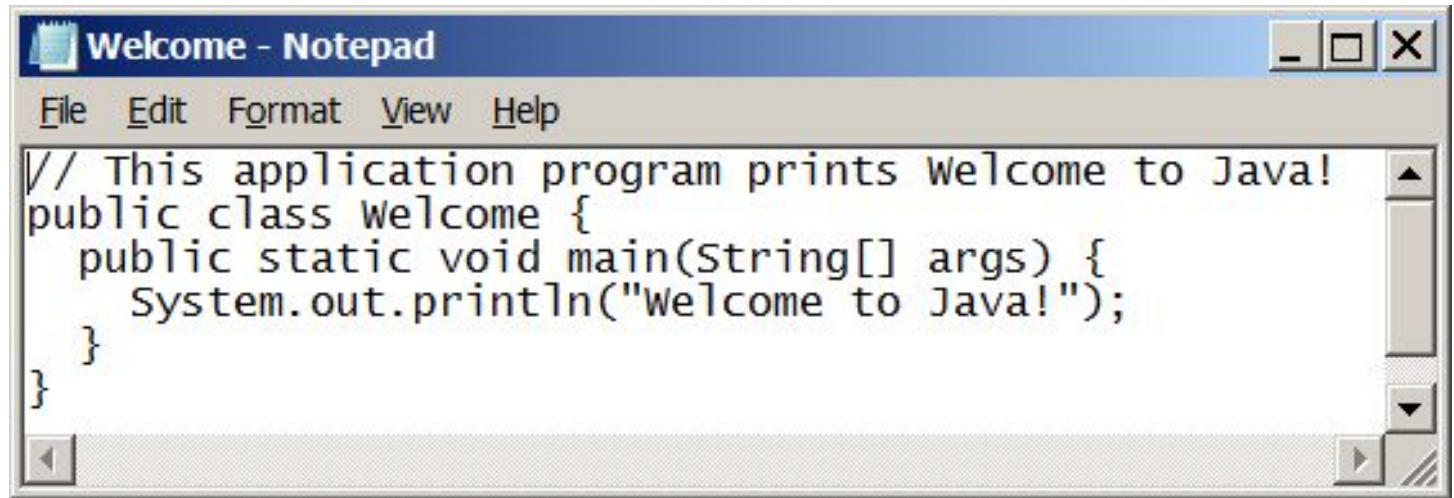 Welcome - Notepad
File Edit Format View Help
// This application program prints Welcome to Java!
public class Welcome {
  public static void main(String[] args) {
    System.out.println("Welcome to Java!");
  }
}